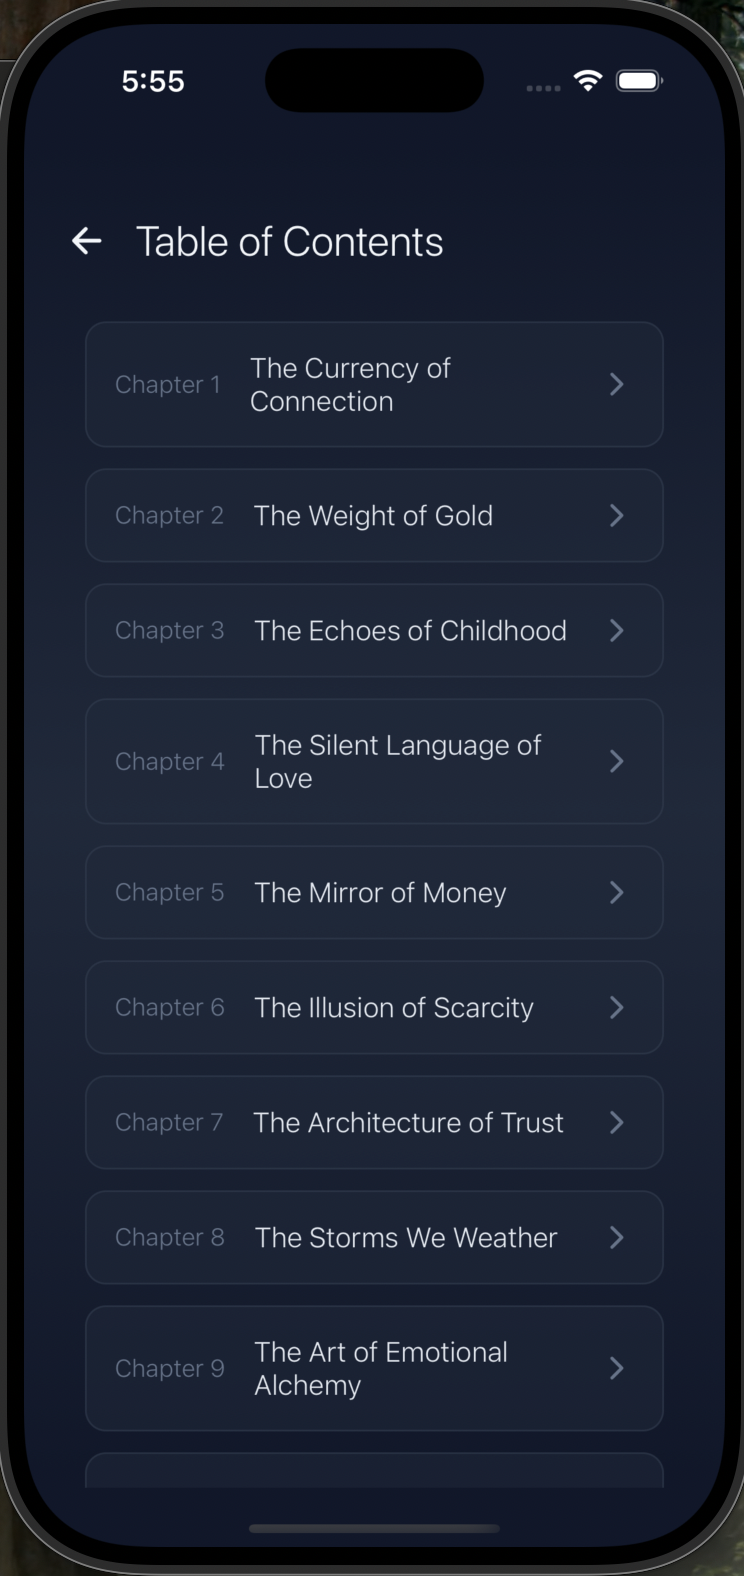 5:55
Table of Contents
Chapter 1
The Currency of
Connection
Chapter 2
The Weight of Gold
Chapter 3
The Echoes of Childhood
Chapter 4
The Silent Language of
Love
Chapter 5
The Mirror of Money
Chapter 6
The Illusion of Scarcity
Chapter 7
The Architecture of Trust
Chapter 8
The Storms We Weather
Chapter 9
The Art of Emotional
Alchemy